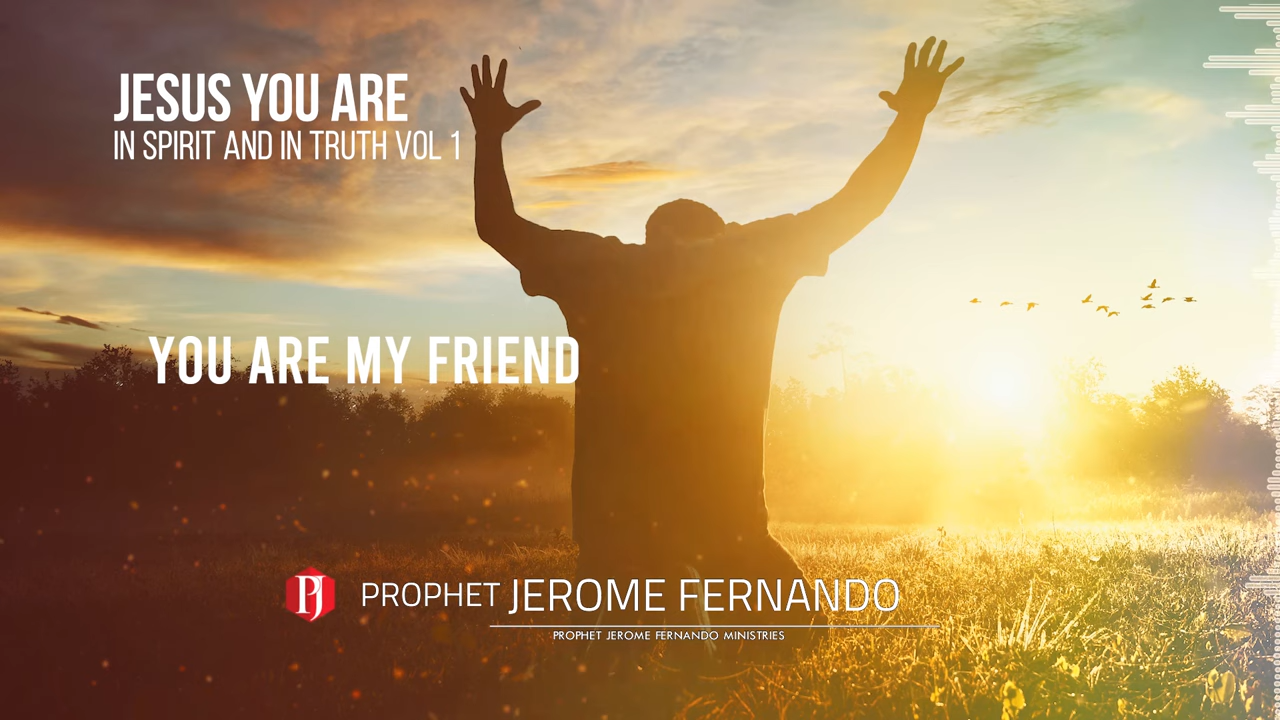 JESUS YOU ARE
IN SPIRIT AND IN TRUTH VOL 1
YOU ARE MY FRIEND
PJ PROPHET JEROME FERNANDO
PROPHET JEROME FERNANDO MINISTRIES